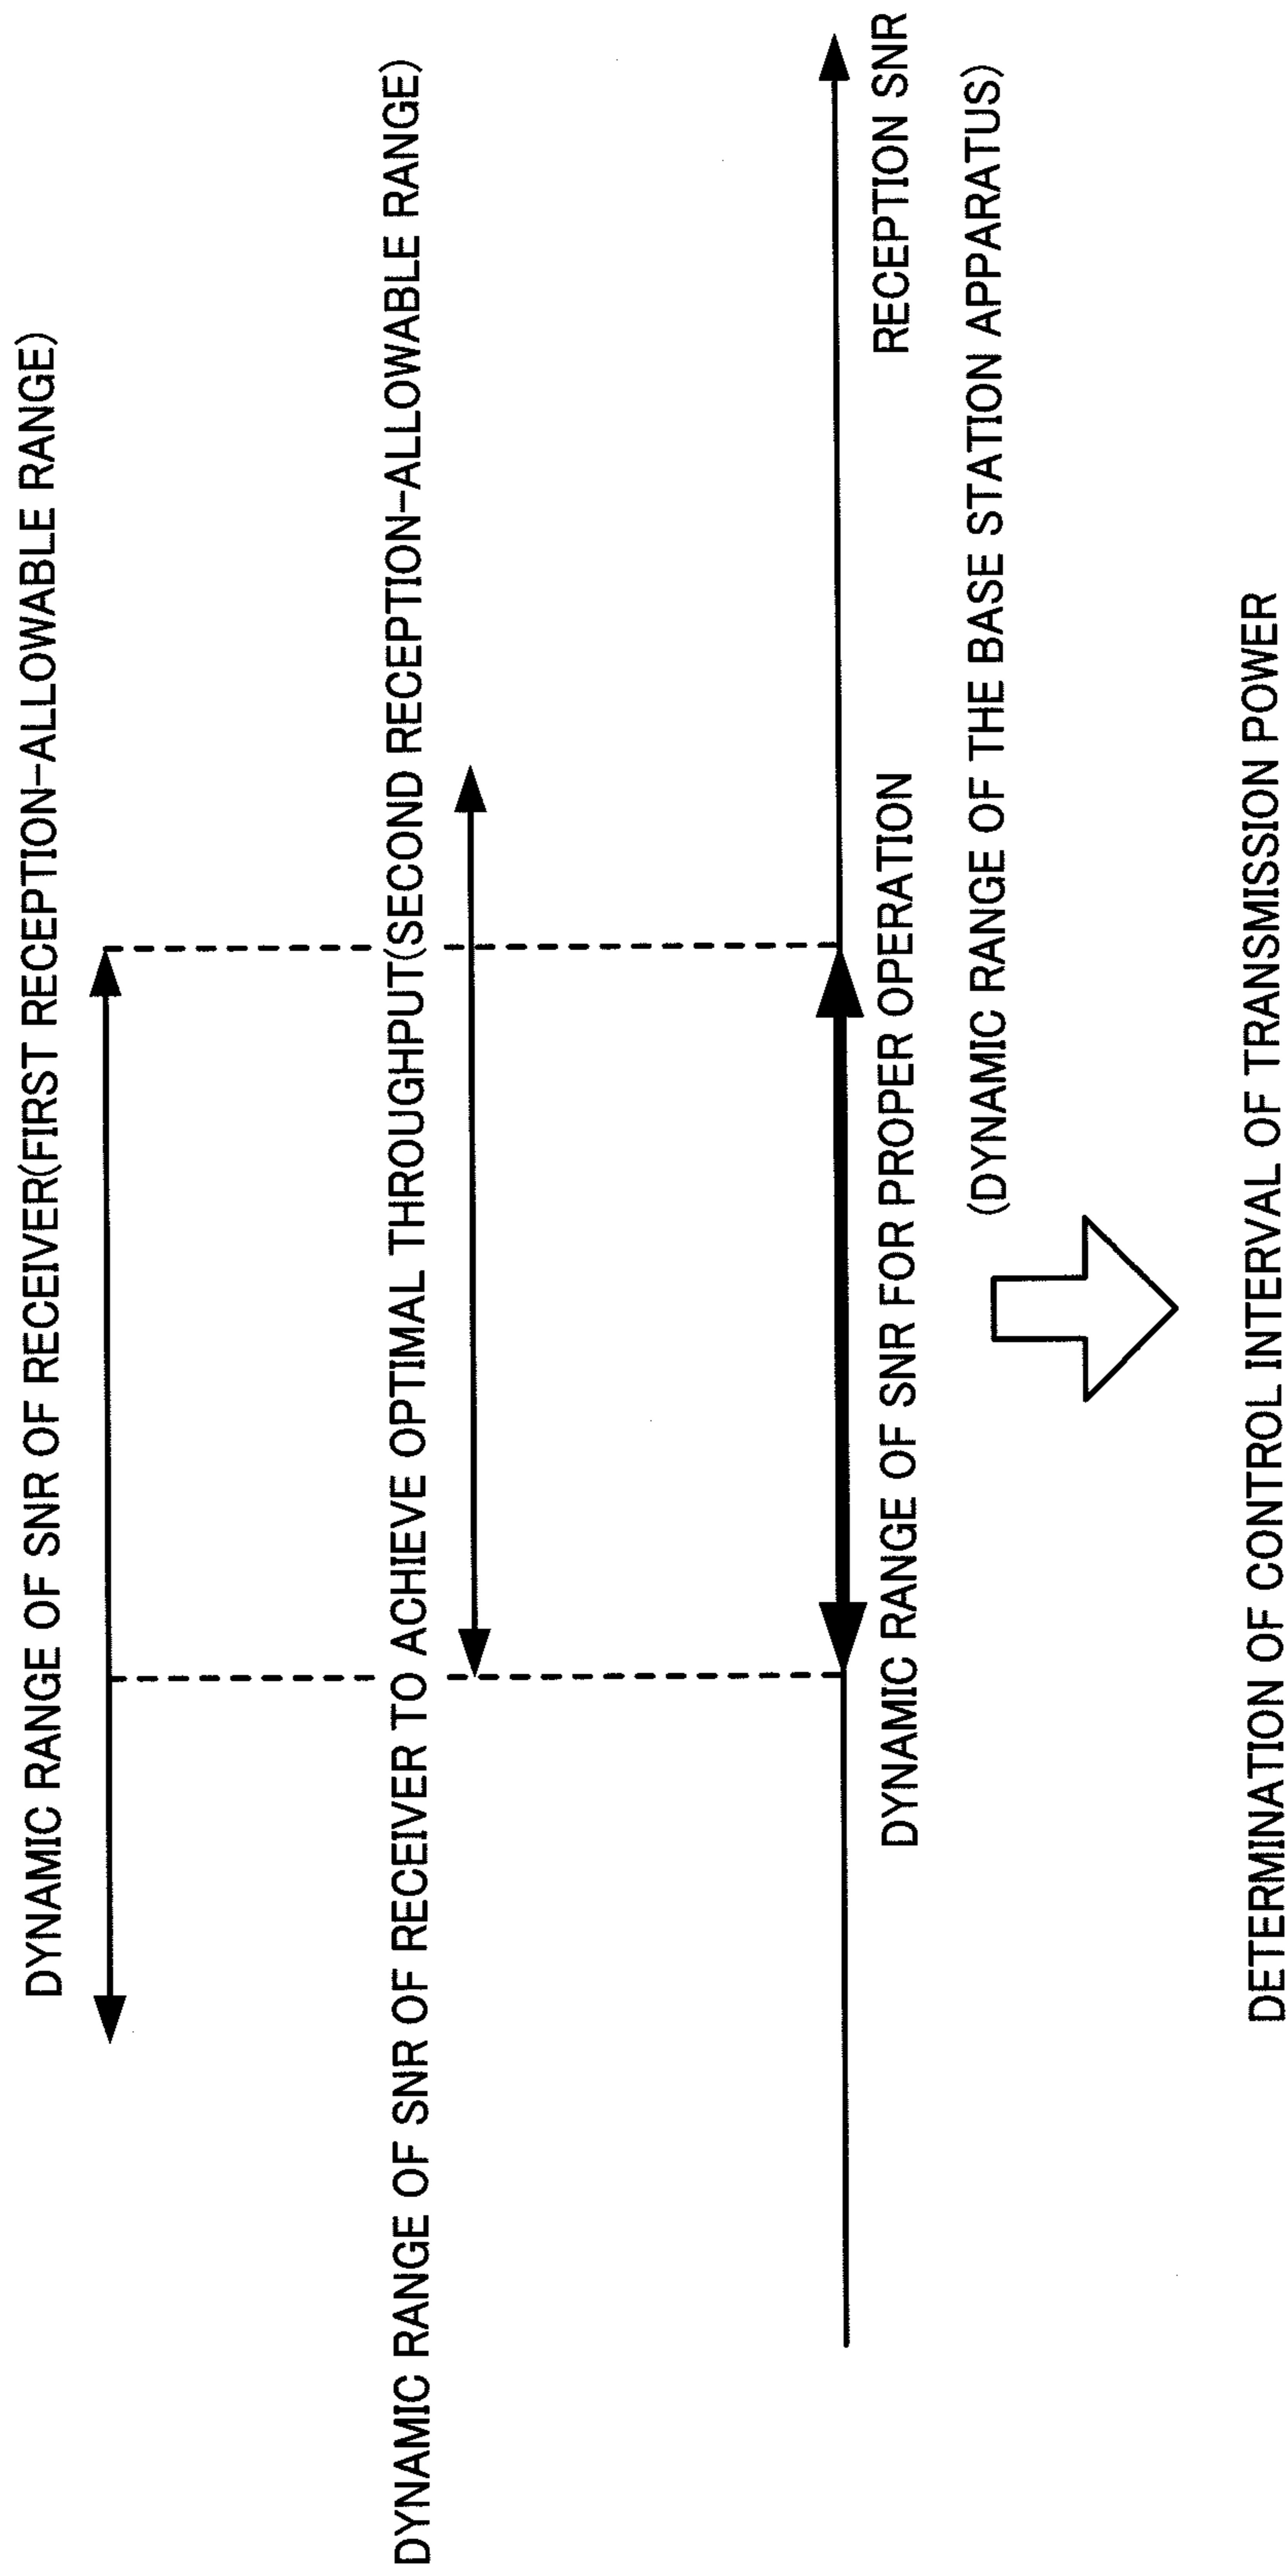 DYNAMIC RANGE OF SNR OF RECEIVER(FIRST RECEPTION-ALLOWABLE RANGE)
DYNAMIC RANGE OF SNR OF RECEIVER TO ACHIEVE OPTIMAL THROUGHPUT(SECOND RECEPTION-ALLOWABLE RANGE)
RECEPTION SNR
DYNAMIC RANGE OF SNR FOR PROPER OPERATION
(DYNAMIC RANGE OF THE BASE STATION APPARATUS)
DETERMINATION OF CONTROL INTERVAL OF TRANSMISSION POWER